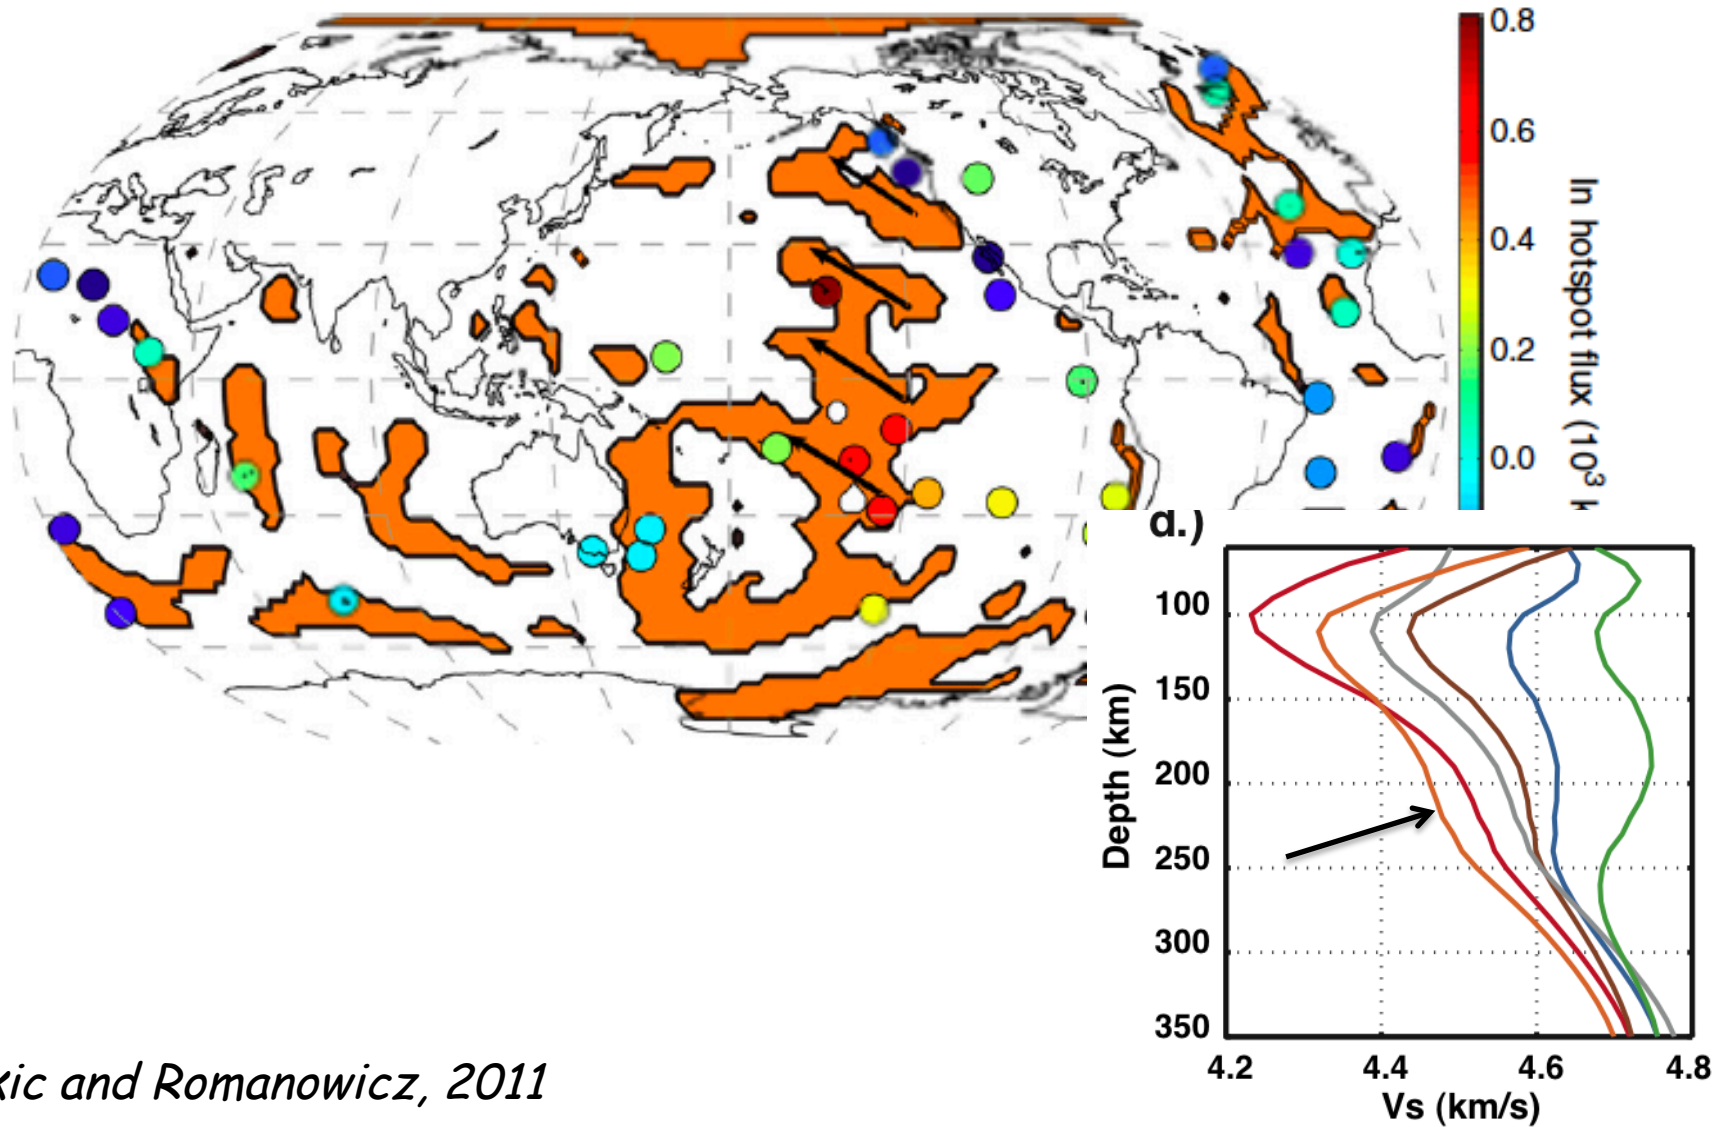 0.8
0.6
0.4
0.2
0.0
ln hotspot flux (10³ k
d.)
100
150
200
250
300
350
Depth (km)
4.2 4.4 4.6 4.8
Vs (km/s)
kic and Romanowicz, 2011